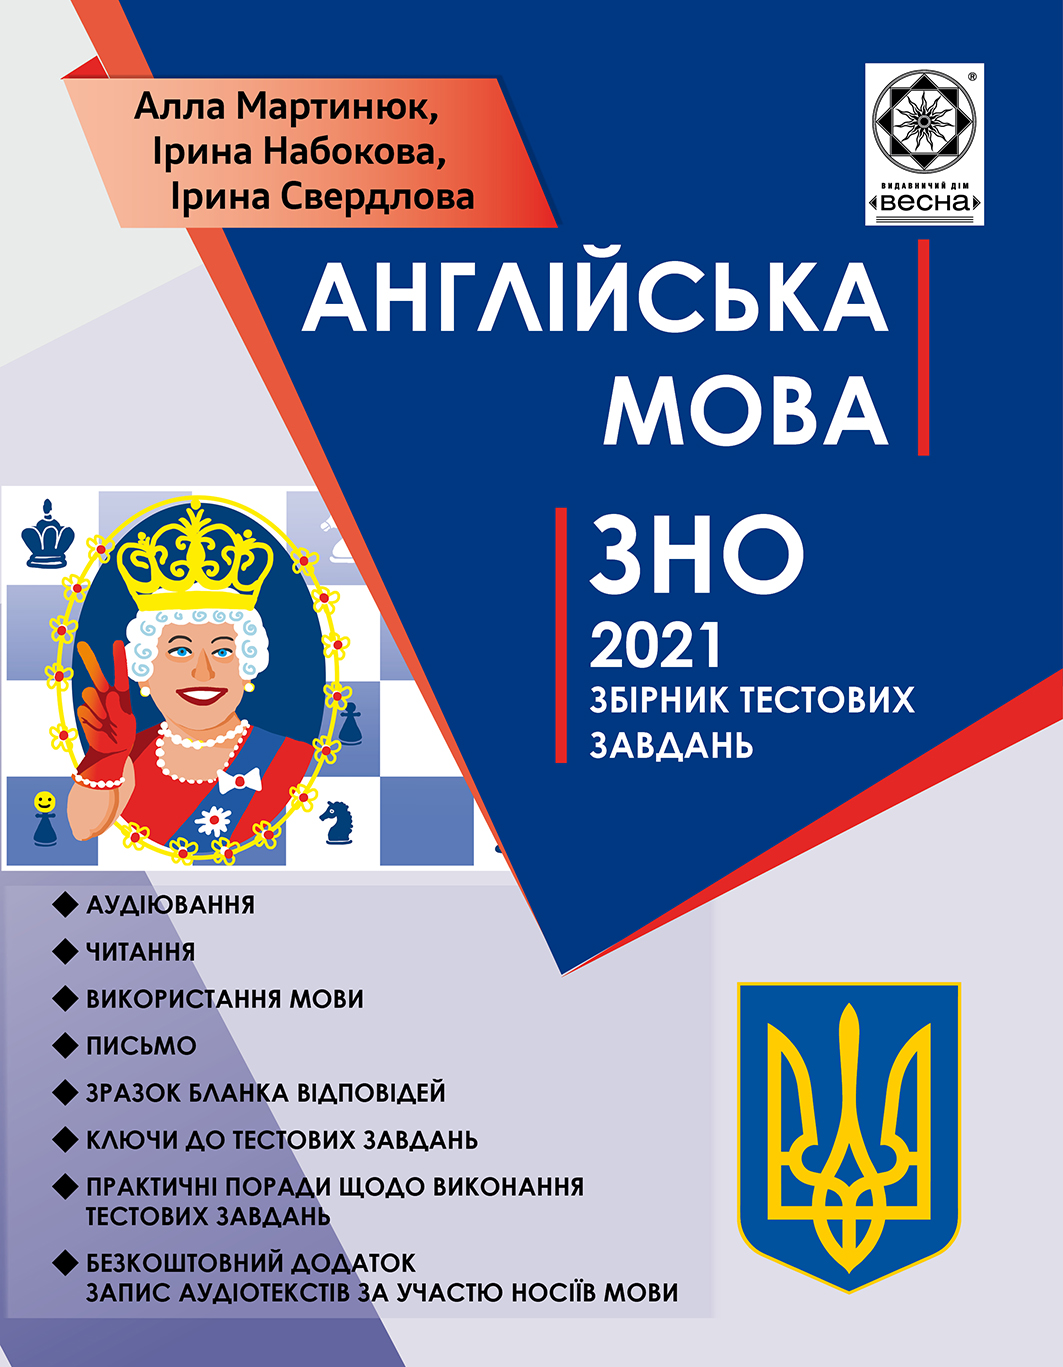 Алла Мартинюк,
Ірина Набокова,
Ірина Свердлова
®
ВИДАВНИЧИЙ ДІМ
ВЕСНА
АНГЛІЙСЬКА
МОВА
ЗНО
2021
ЗБІРНИК ТЕСТОВИХ
ЗАВДАНЬ
АУДІЮВАННЯ
ЧИТАННЯ
ВИКОРИСТАННЯ МОВИ
ПИСЬМО
ЗРАЗОК БЛАНКА ВІДПОВІДЕЙ
КЛЮЧИ ДО ТЕСТОВИХ ЗАВДАНЬ
ПРАКТИЧНІ ПОРАДИ ЩОДО ВИКОНАННЯ
ТЕСТОВИХ ЗАВДАНЬ
БЕЗКОШТОВНИЙ ДОДАТОК
ЗАПИС АУДІОТЕКСТІВ ЗА УЧАСТЮ НОСІЇВ МОВИ